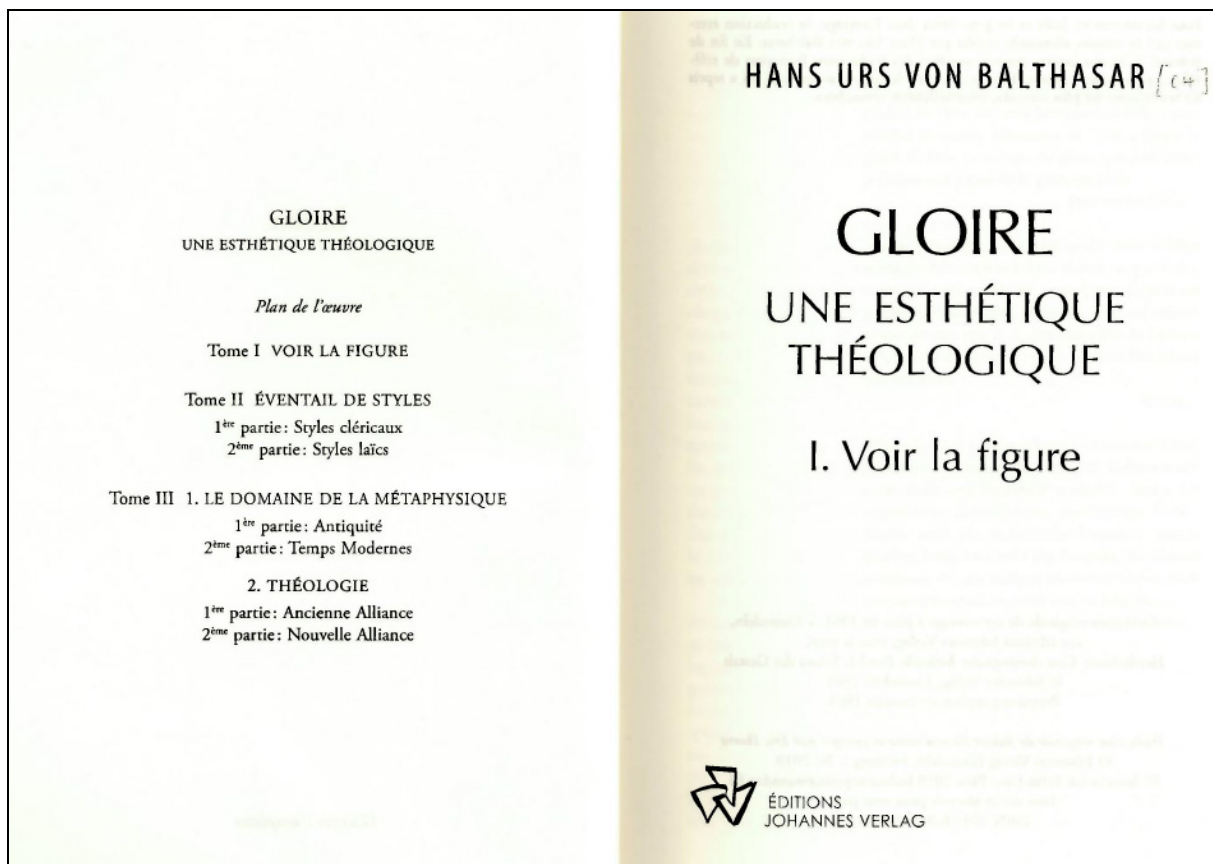 GLOIRE
UNE ESTHÉTIQUE THÉOLOGIQUE
Plan de l'œuvre
Tome I VOIR LA FIGURE
Tome II ÉVENTAIL DE STYLES
1ère partie: Styles cléricaux
2ème partie: Styles laïcs
Tome III 1. LE DOMAINE DE LA MÉTAPHYSIQUE
1ère partie: Antiquité
2ème partie: Temps Modernes
2. THÉOLOGIE
1ère partie: Ancienne Alliance
2ème partie: Nouvelle Alliance
HANS URS VON BALTHASAR
GLOIRE
UNE ESTHÉTIQUE
THÉOLOGIQUE
I. Voir la figure
ÉDITIONS
JOHANNES VERLAG